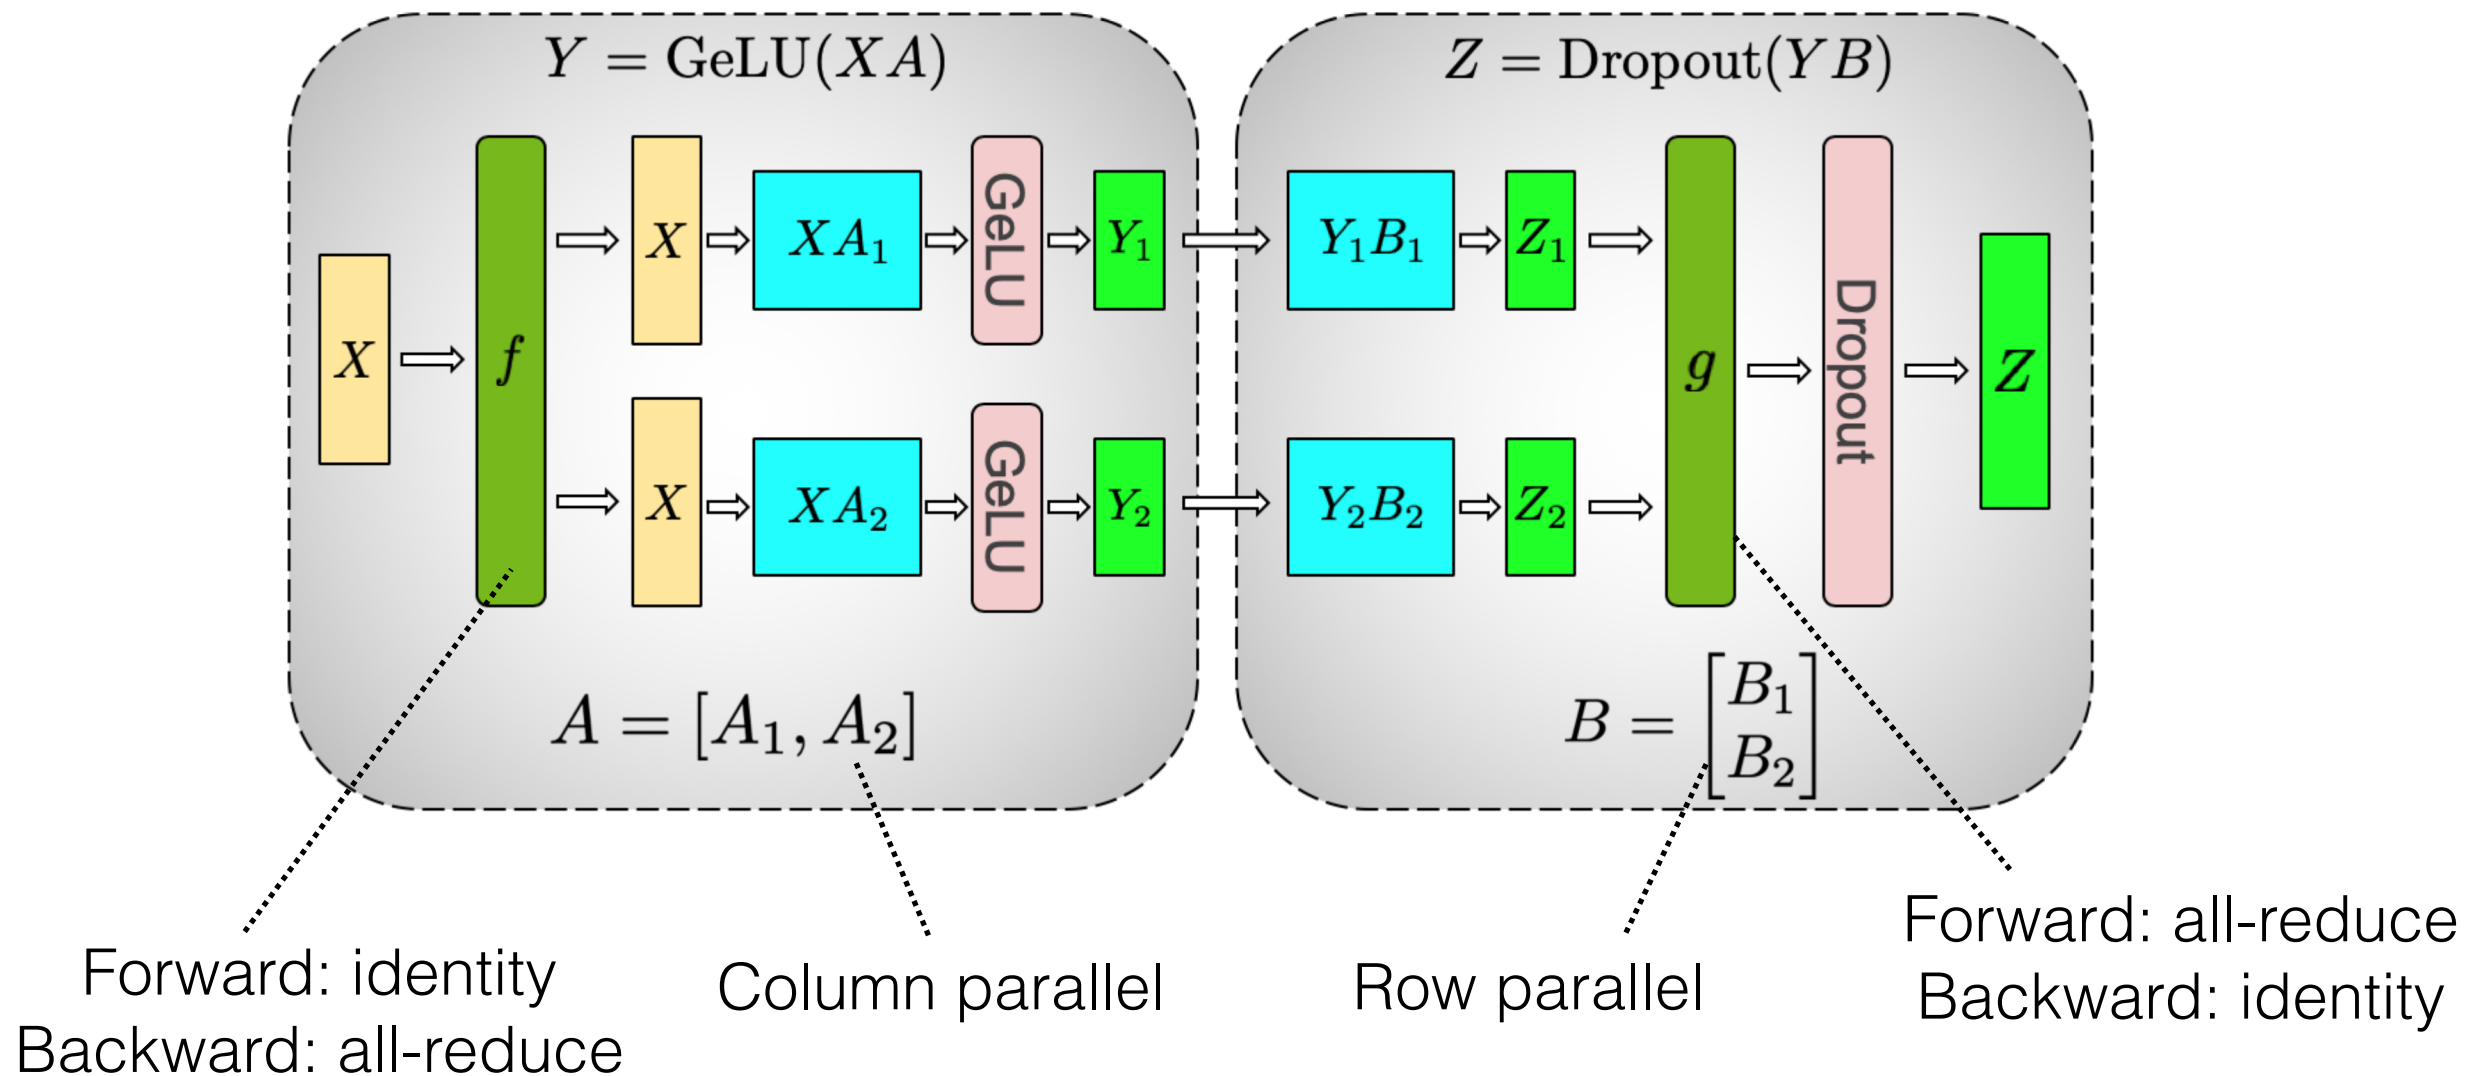 Y = GeLU(XA)
X
f
X
XA₁
GeLU
Y₁
X
XA₂
GeLU
Y₂
A = [A₁, A₂]
Z = Dropout(YB)
Y₁B₁
Z₁
Y₂B₂
Z₂
g
Dropout
Z
B = [B₁
B₂]
Forward: identity
Backward: all-reduce
Column parallel
Row parallel
Forward: all-reduce
Backward: identity